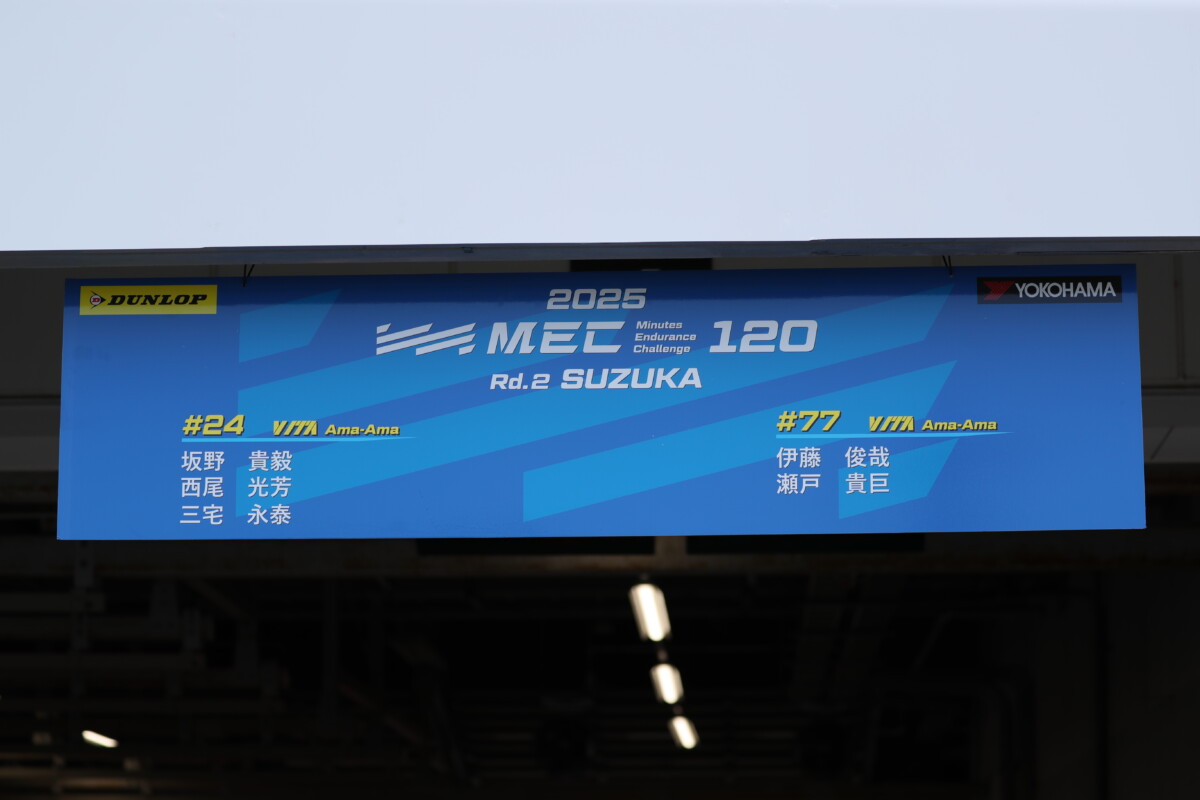 DUNLOP
YOKOHAMA
2025
MEC Minutes Endurance Challenge 120
Rd.2 SUZUKA
#24 VITA Ama-Ama
坂野 貴毅
西尾 光芳
三宅 永泰
#77 VITA Ama-Ama
伊藤 俊哉
瀬戸 貴巨